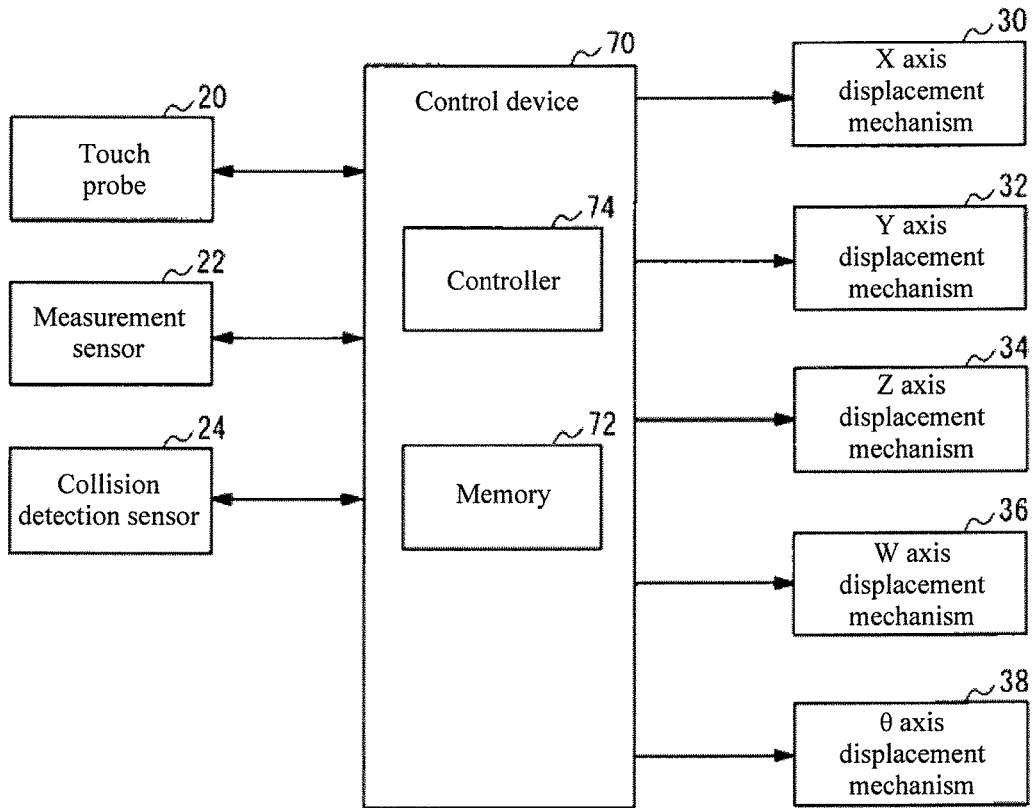 20
Touch
probe
22
Measurement
sensor
24
Collision
detection sensor
70
Control device
74
Controller
72
Memory
30
X axis
displacement
mechanism
32
Y axis
displacement
mechanism
34
Z axis
displacement
mechanism
36
W axis
displacement
mechanism
38
θ axis
displacement
mechanism